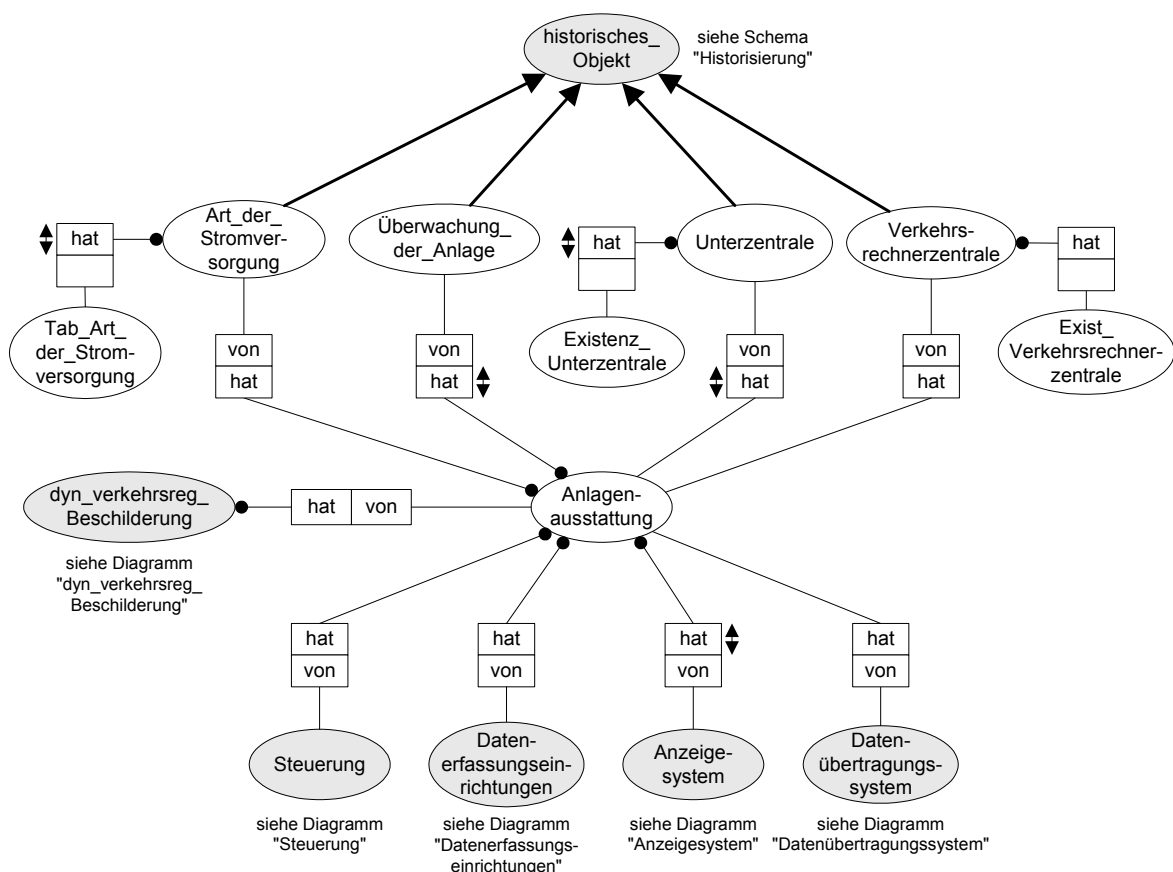 historisches_
Objekt
siehe Schema
"Historisierung"
hat
Art_der_
Stromver-
sorgung
Überwachung_
der_Anlage
hat
Unterzentrale
Verkehrs-
rechnerzentrale
hat
Tab_Art_
der_Strom-
versorgung
von
hat
von
hat
Existenz_
Unterzentrale
von
hat
von
hat
Exist_
Verkehrsrechner-
zentrale
dyn_verkehrsreg_
Beschilderung
hat
von
Anlagen-
ausstattung
siehe Diagramm
"dyn_verkehrsreg_
Beschilderung"
hat
von
hat
von
hat
von
hat
von
Steuerung
Daten-
erfassungsein-
richtungen
Anzeige-
system
Daten-
übertragungs-
system
siehe Diagramm
"Steuerung"
siehe Diagramm
"Datenerfassungs-
einrichtungen"
siehe Diagramm
"Anzeigesystem"
siehe Diagramm
"Datenübertragungssystem"